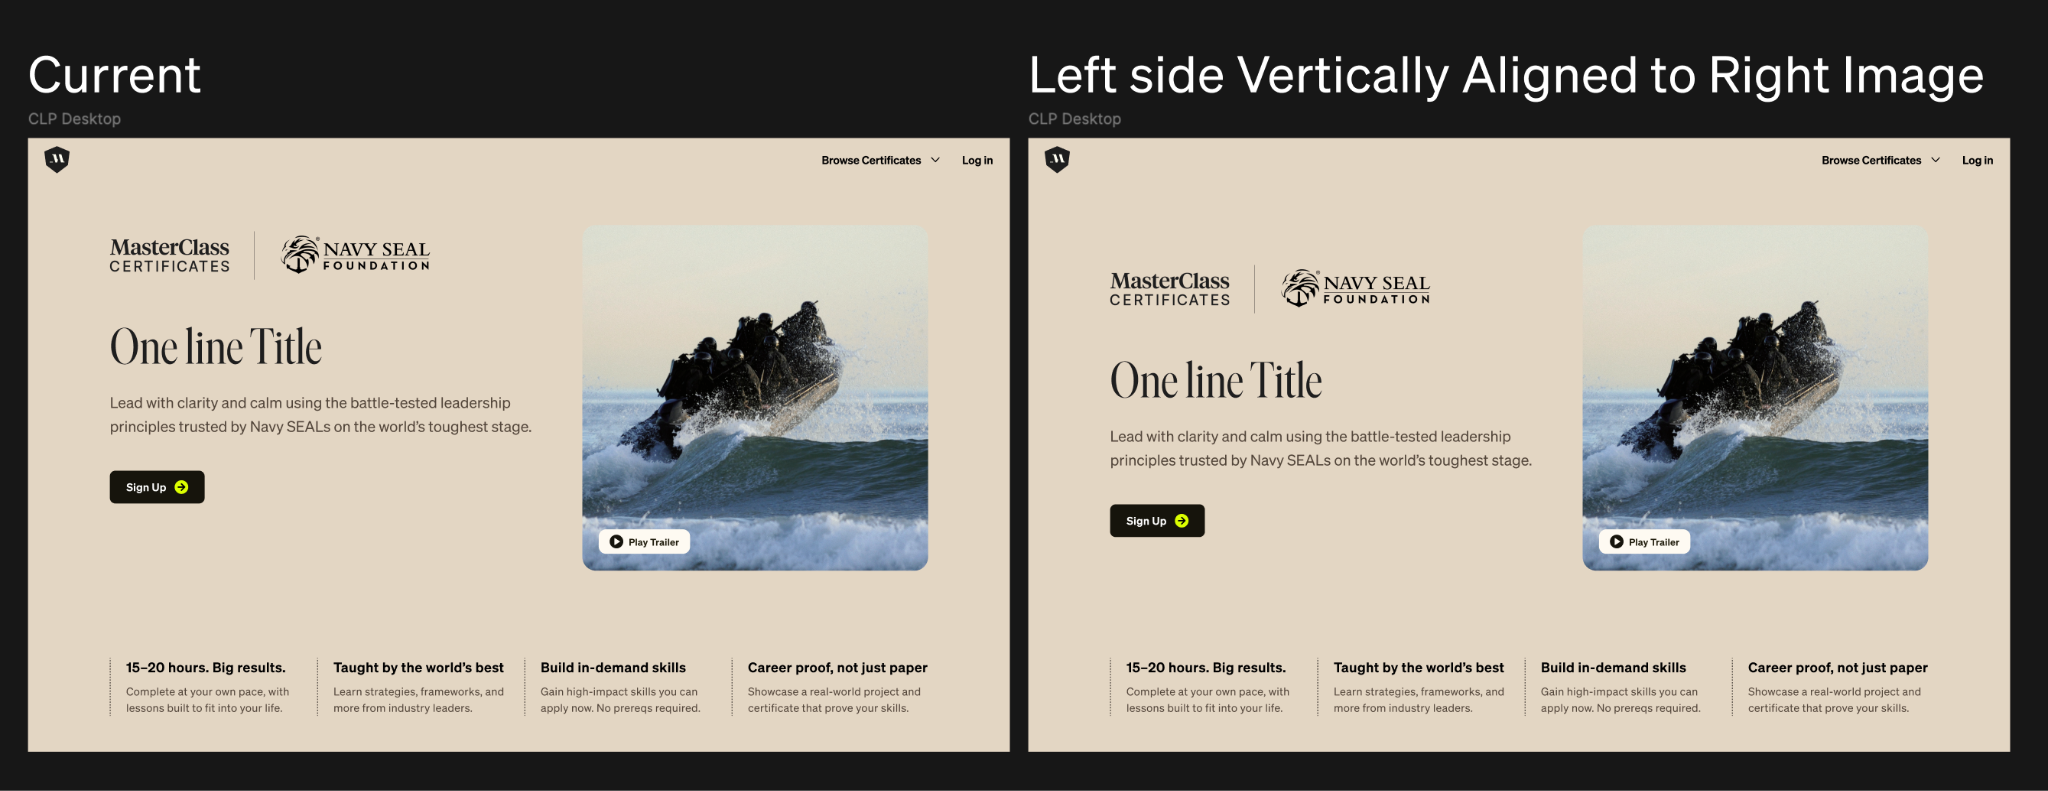 Current
CLP Desktop
Browse Certificates
Log in
MasterClass
CERTIFICATES
NAVY SEAL
FOUNDATION
One line Title
Lead with clarity and calm using the battle-tested leadership
principles trusted by Navy SEALs on the world's toughest stage.
Sign Up
Play Trailer
15–20 hours. Big results.
Complete at your own pace, with
lessons built to fit into your life.
Taught by the world's best
Learn strategies, frameworks, and
more from industry leaders.
Build in-demand skills
Gain high-impact skills you can
apply now. No prereqs required.
Career proof, not just paper
Showcase a real-world project and
certificate that prove your skills.
Left side Vertically Aligned to Right Image
CLP Desktop
Browse Certificates
Log in
MasterClass
CERTIFICATES
NAVY SEAL
FOUNDATION
One line Title
Lead with clarity and calm using the battle-tested leadership
principles trusted by Navy SEALs on the world's toughest stage.
Sign Up
Play Trailer
15–20 hours. Big results.
Complete at your own pace, with
lessons built to fit into your life.
Taught by the world's best
Learn strategies, frameworks, and
more from industry leaders.
Build in-demand skills
Gain high-impact skills you can
apply now. No prereqs required.
Career proof, not just paper
Showcase a real-world project and
certificate that prove your skills.